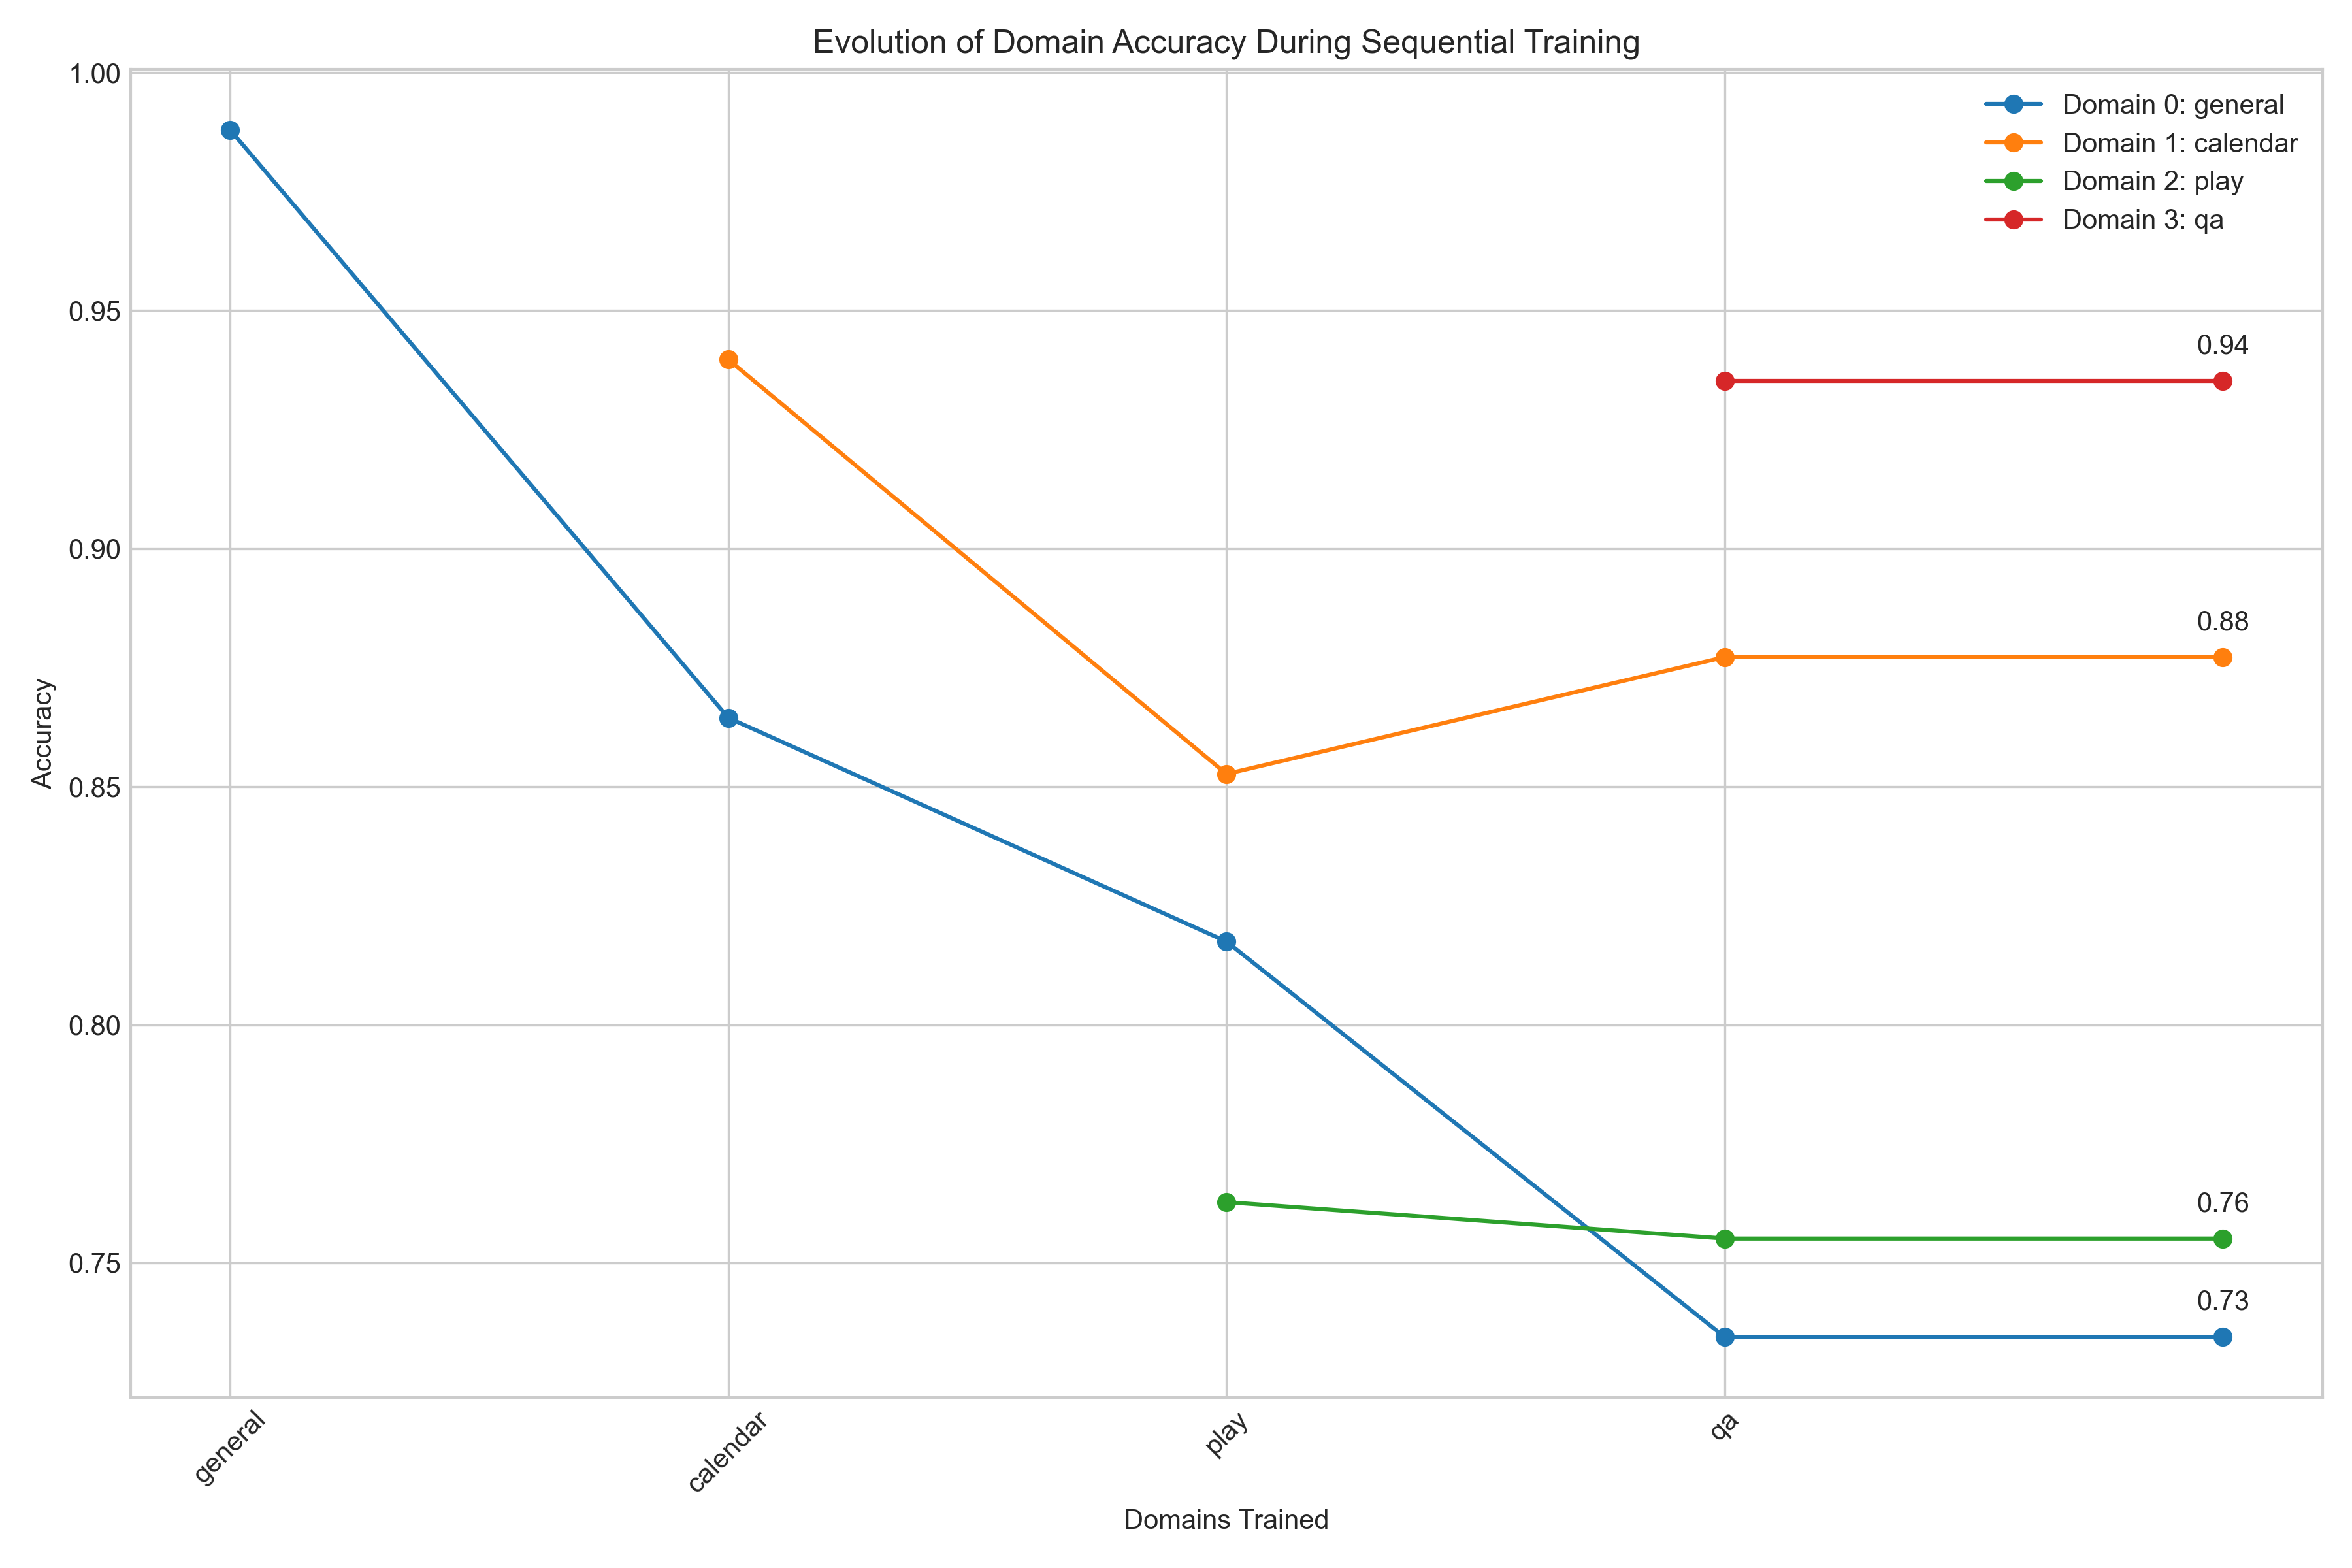 Evolution of Domain Accuracy During Sequential Training
1.00
0.95
0.90
0.85
0.80
0.75
Accuracy
Domain 0: general
Domain 1: calendar
Domain 2: play
Domain 3: qa
0.94
0.88
0.76
0.73
general
calendar
play
qa
Domains Trained